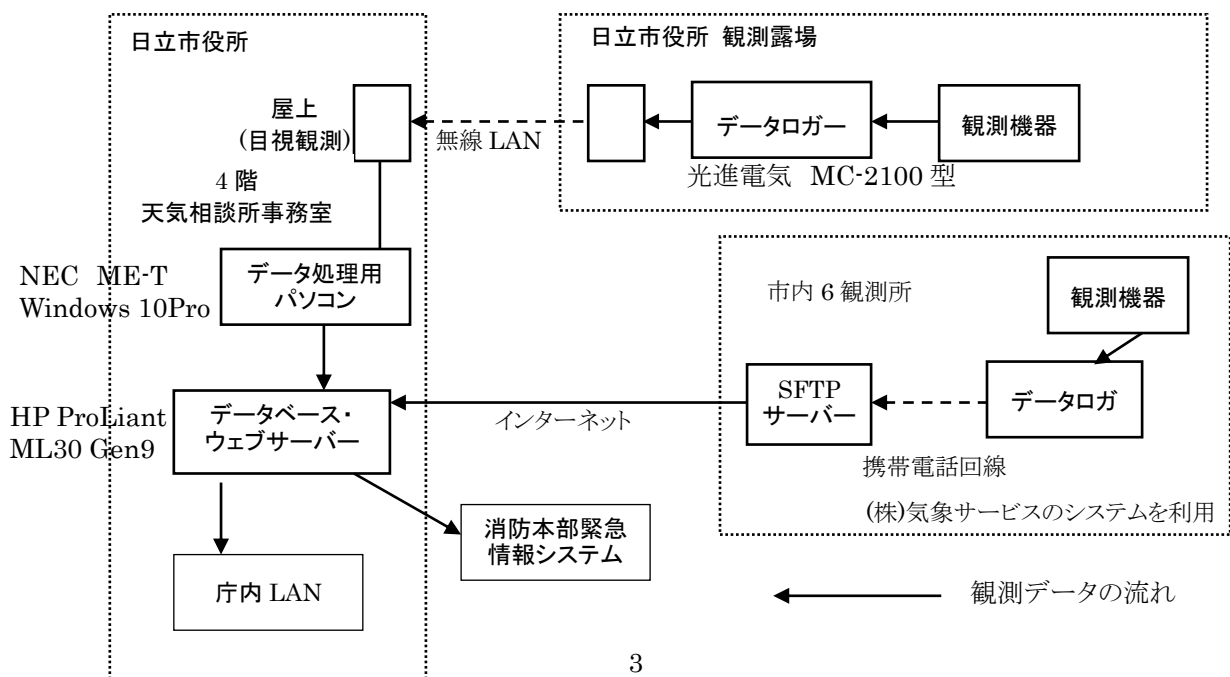 日立市役所
日立市役所 観測露場
屋上
(目視観測)
無線 LAN
データロガー
観測機器
光進電気 MC-2100 型
4 階
天気相談所事務室
NEC ME-T
Windows 10Pro
データ処理用
パソコン
市内 6 観測所
観測機器
HP ProLiant
ML30 Gen9
データベース・
ウェブサーバー
インターネット
SFTP
サーバー
データロガ
携帯電話回線
(株)気象サービスのシステムを利用
消防本部緊急
情報システム
庁内 LAN
観測データの流れ
3